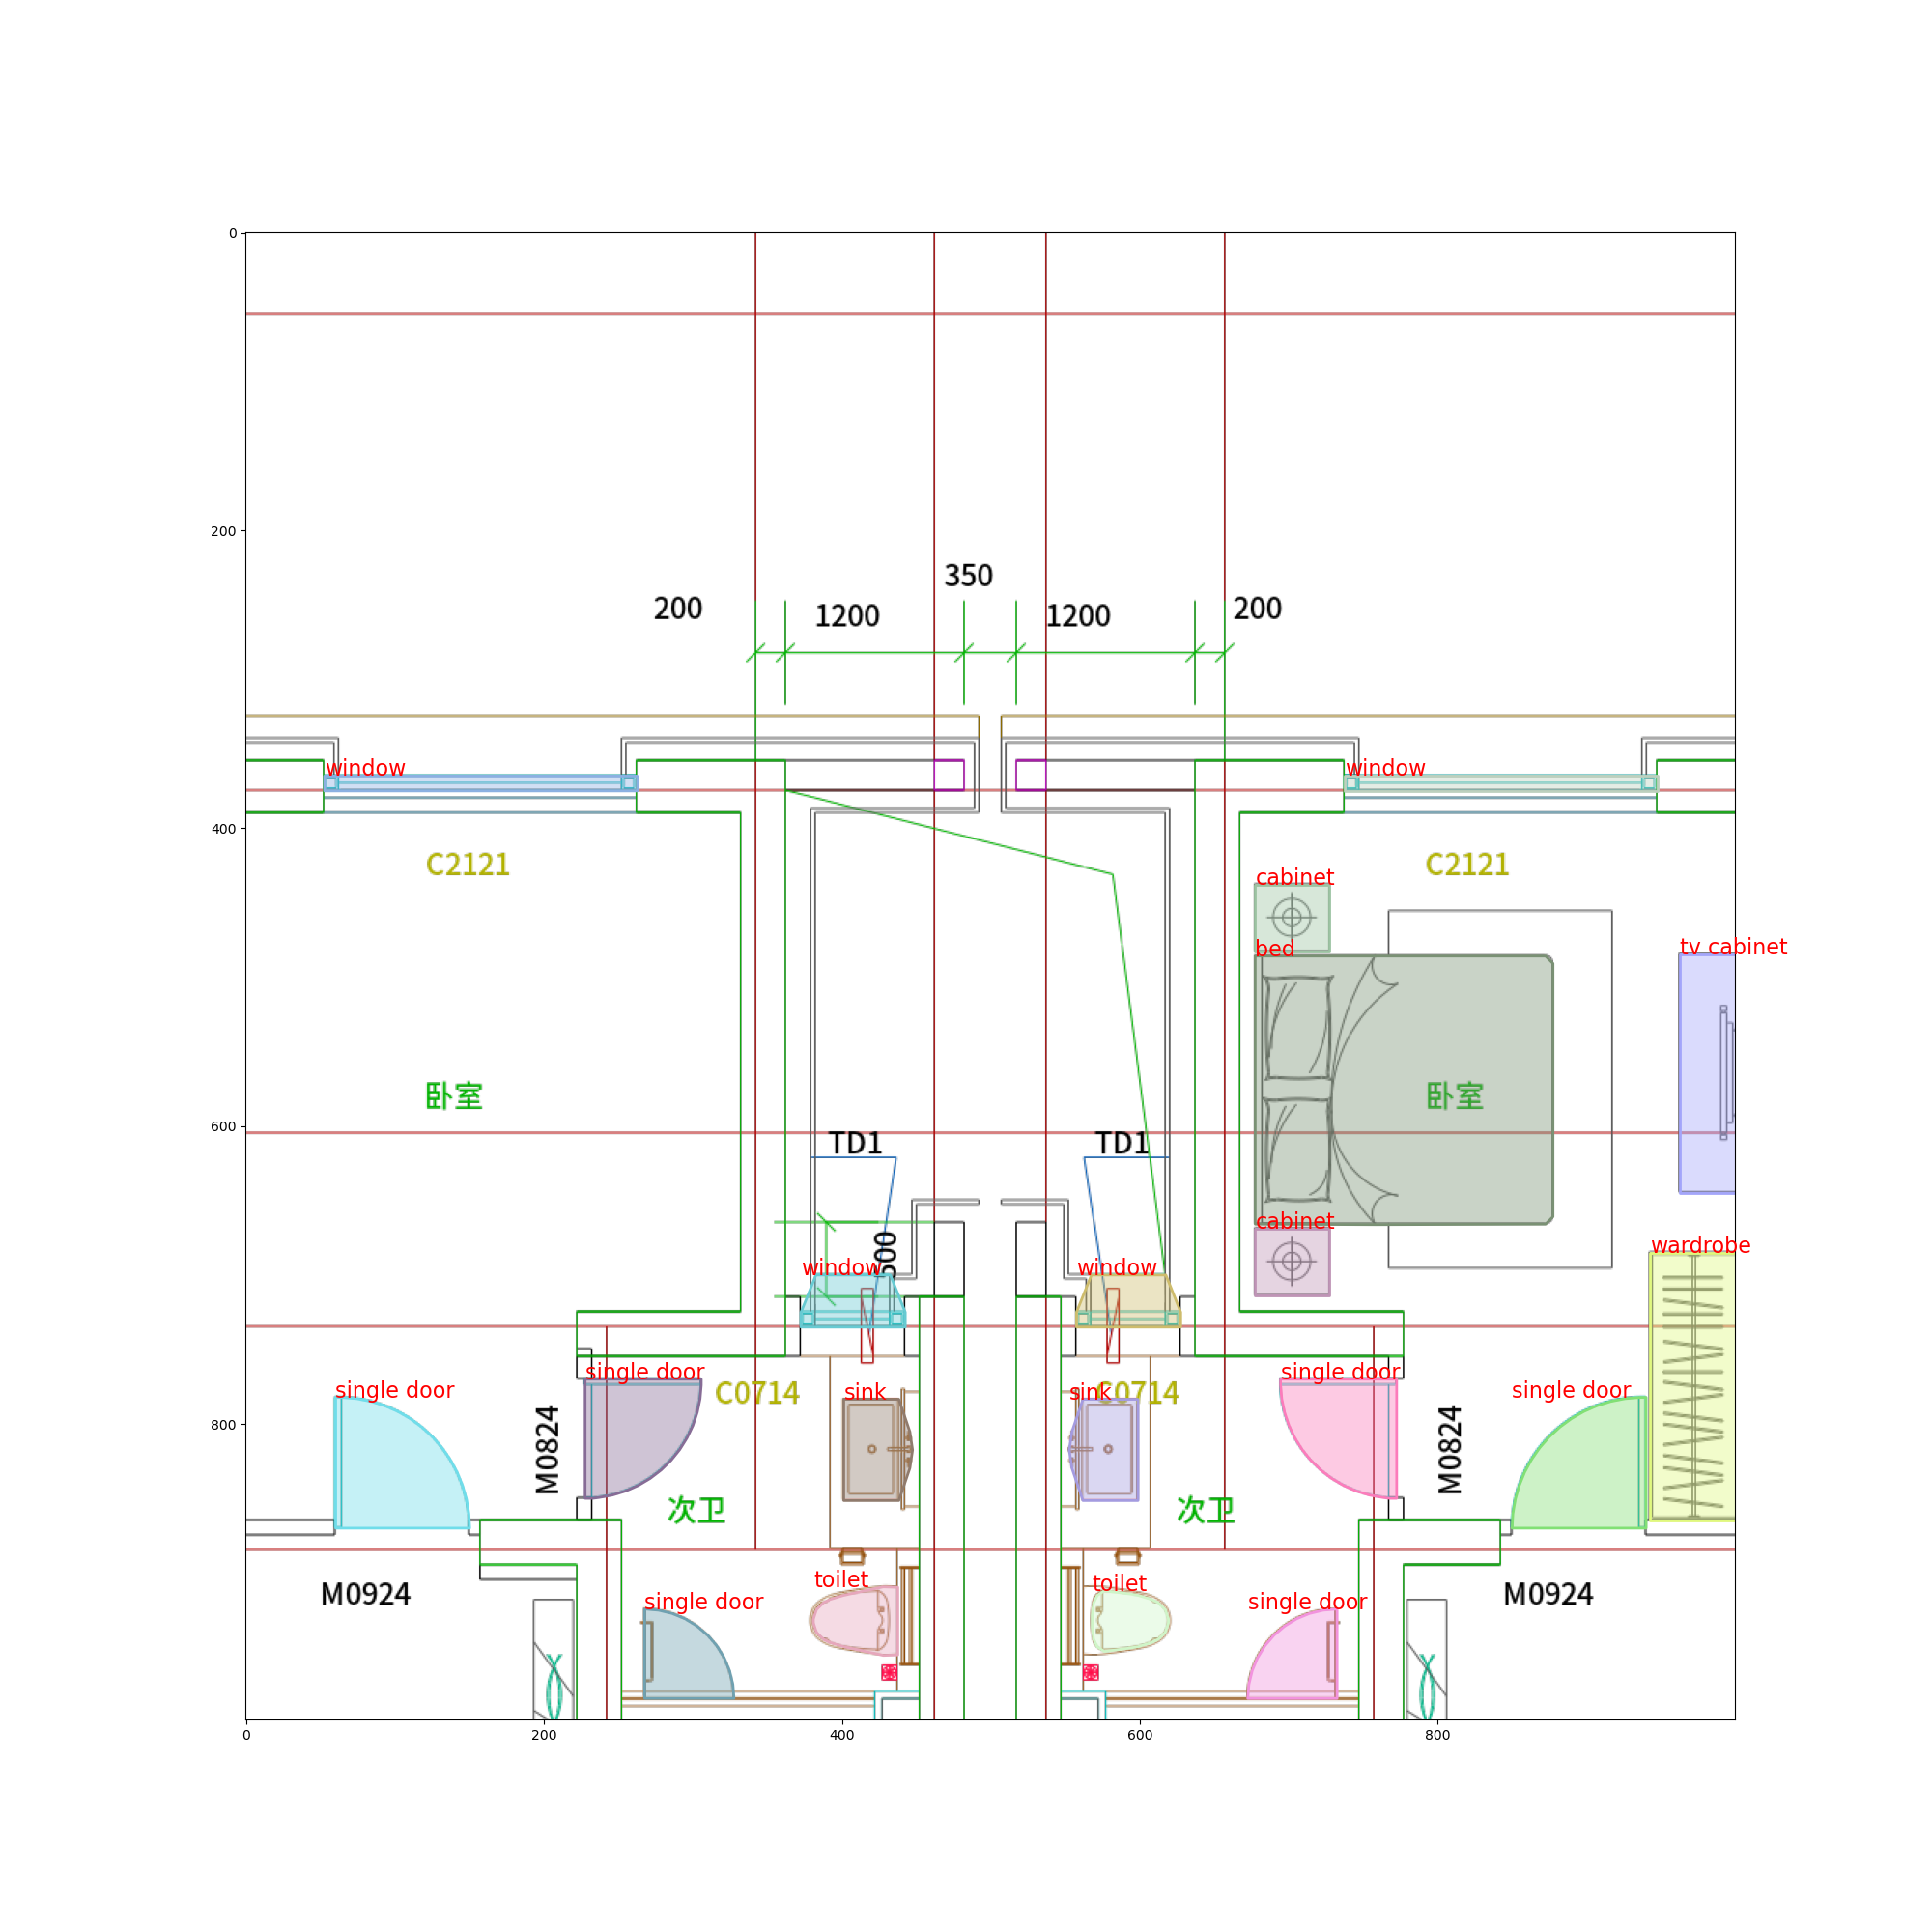 0
200
350
200
1200
1200
200
window
window
400
C2121
C2121
cabinet
bed
tv cabinet
卧室
卧室
600
TD1
TD1
cabinet
wardrobe
window
window
single door
single door
single door
single door
C0714
sink
sink
C0714
800
M0824
M0824
次卫
次卫
M0924
toilet
toilet
M0924
single door
single door
0
200
400
600
800